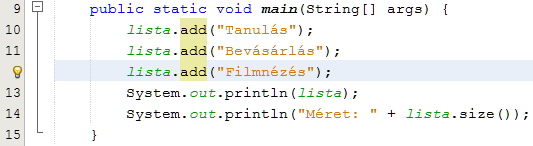 9 public static void main(String[] args) {
10 lista.add("Tanulás");
11 lista.add("Bevásárlás");
lista.add("Filmnézés");
13 System.out.println(lista);
14 System.out.println("Méret: " + lista.size());
15 }